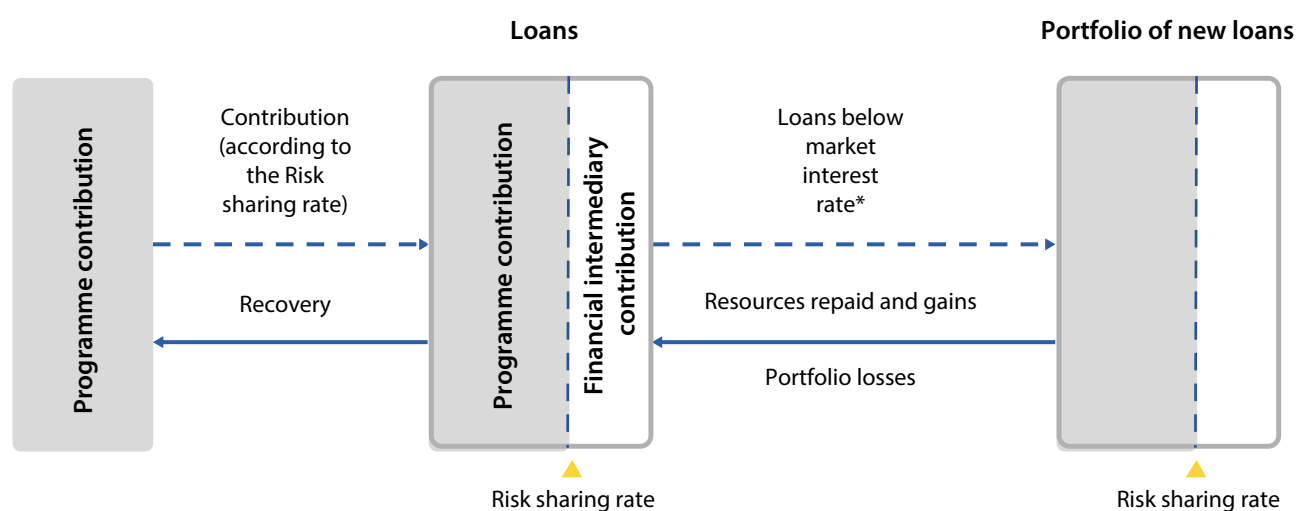 Loans
Portfolio of new loans
Programme contribution
Contribution
(according to
the Risk
sharing rate)
Recovery
Programme contribution
Financial intermediary
contribution
Loans below
market
interest
rate*
Resources repaid and gains
Portfolio losses
Risk sharing rate
Risk sharing rate